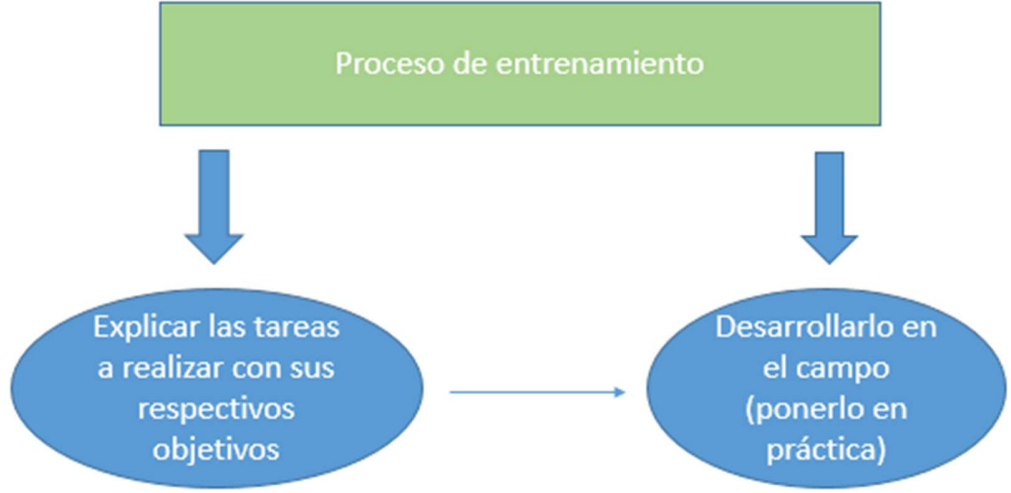 Proceso de entrenamiento
Explicar las tareas
a realizar con sus
respectivos
objetivos
Desarrollarlo en
el campo
(ponerlo en
práctica)